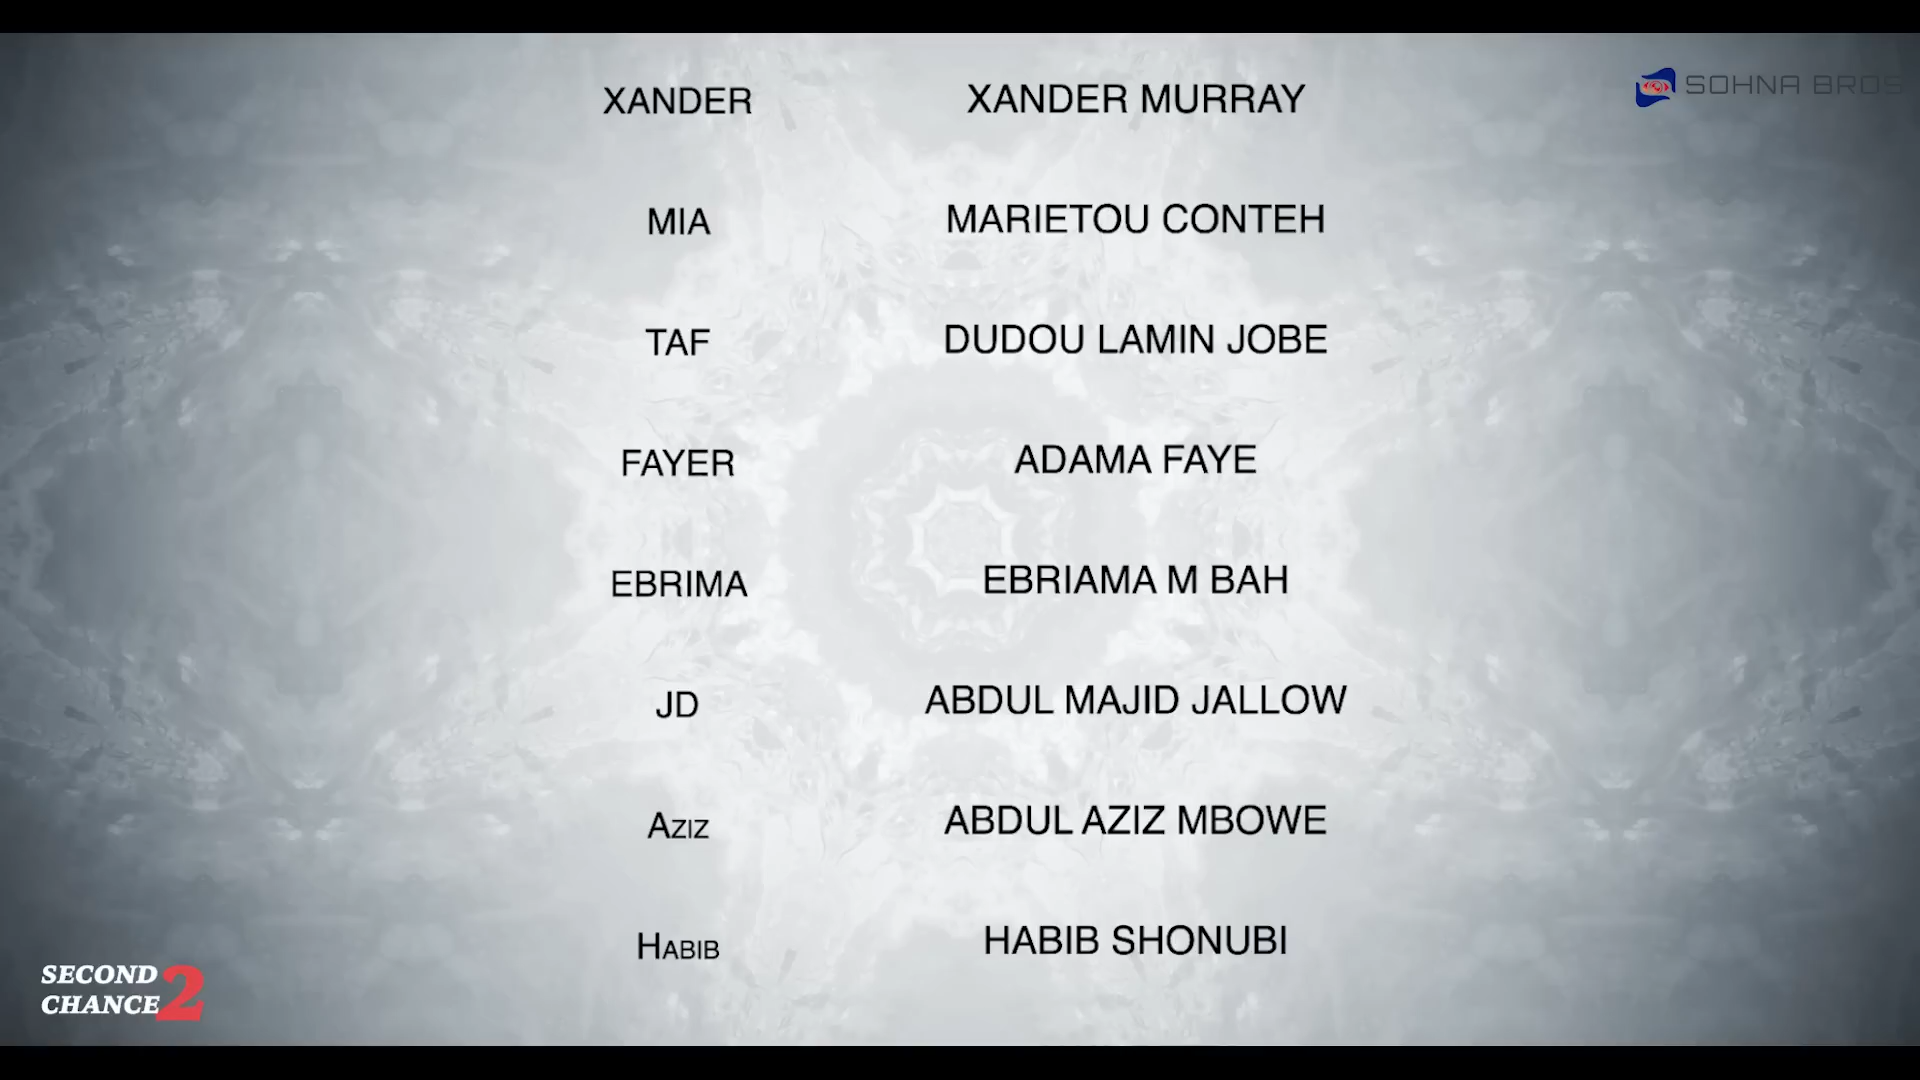 XANDER XANDER MURRAY
SOHNA BROS
MIA MARIETOU CONTEH
TAF DUDOU LAMIN JOBE
FAYER ADAMA FAYE
EBRIMA EBRIAMA M BAH
JD ABDUL MAJID JALLOW
AZIZ ABDUL AZIZ MBOWE
HABIB HABIB SHONUBI
SECOND
CHANCE 2